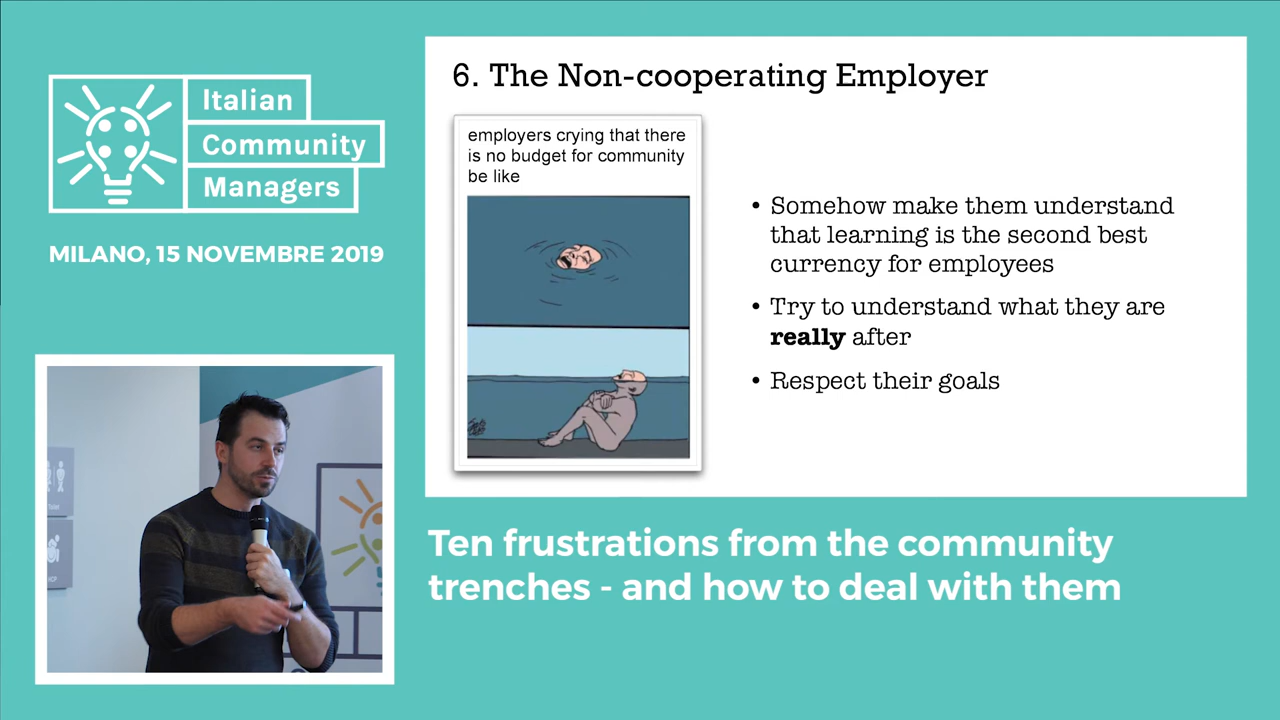 Italian
Community
Managers
MILANO, 15 NOVEMBRE 2019
6. The Non-cooperating Employer
employers crying that there
is no budget for community
be like
• Somehow make them understand
that learning is the second best
currency for employees
• Try to understand what they are
really after
• Respect their goals
Toilet
HCP
Ten frustrations from the community
trenches - and how to deal with them